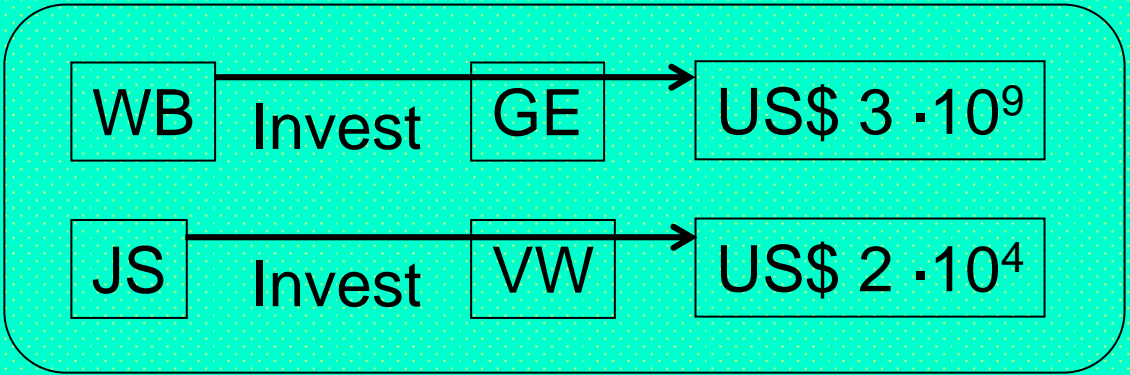 WB Invest GE US$ 3 ·10⁹
JS Invest VW US$ 2 ·10⁴